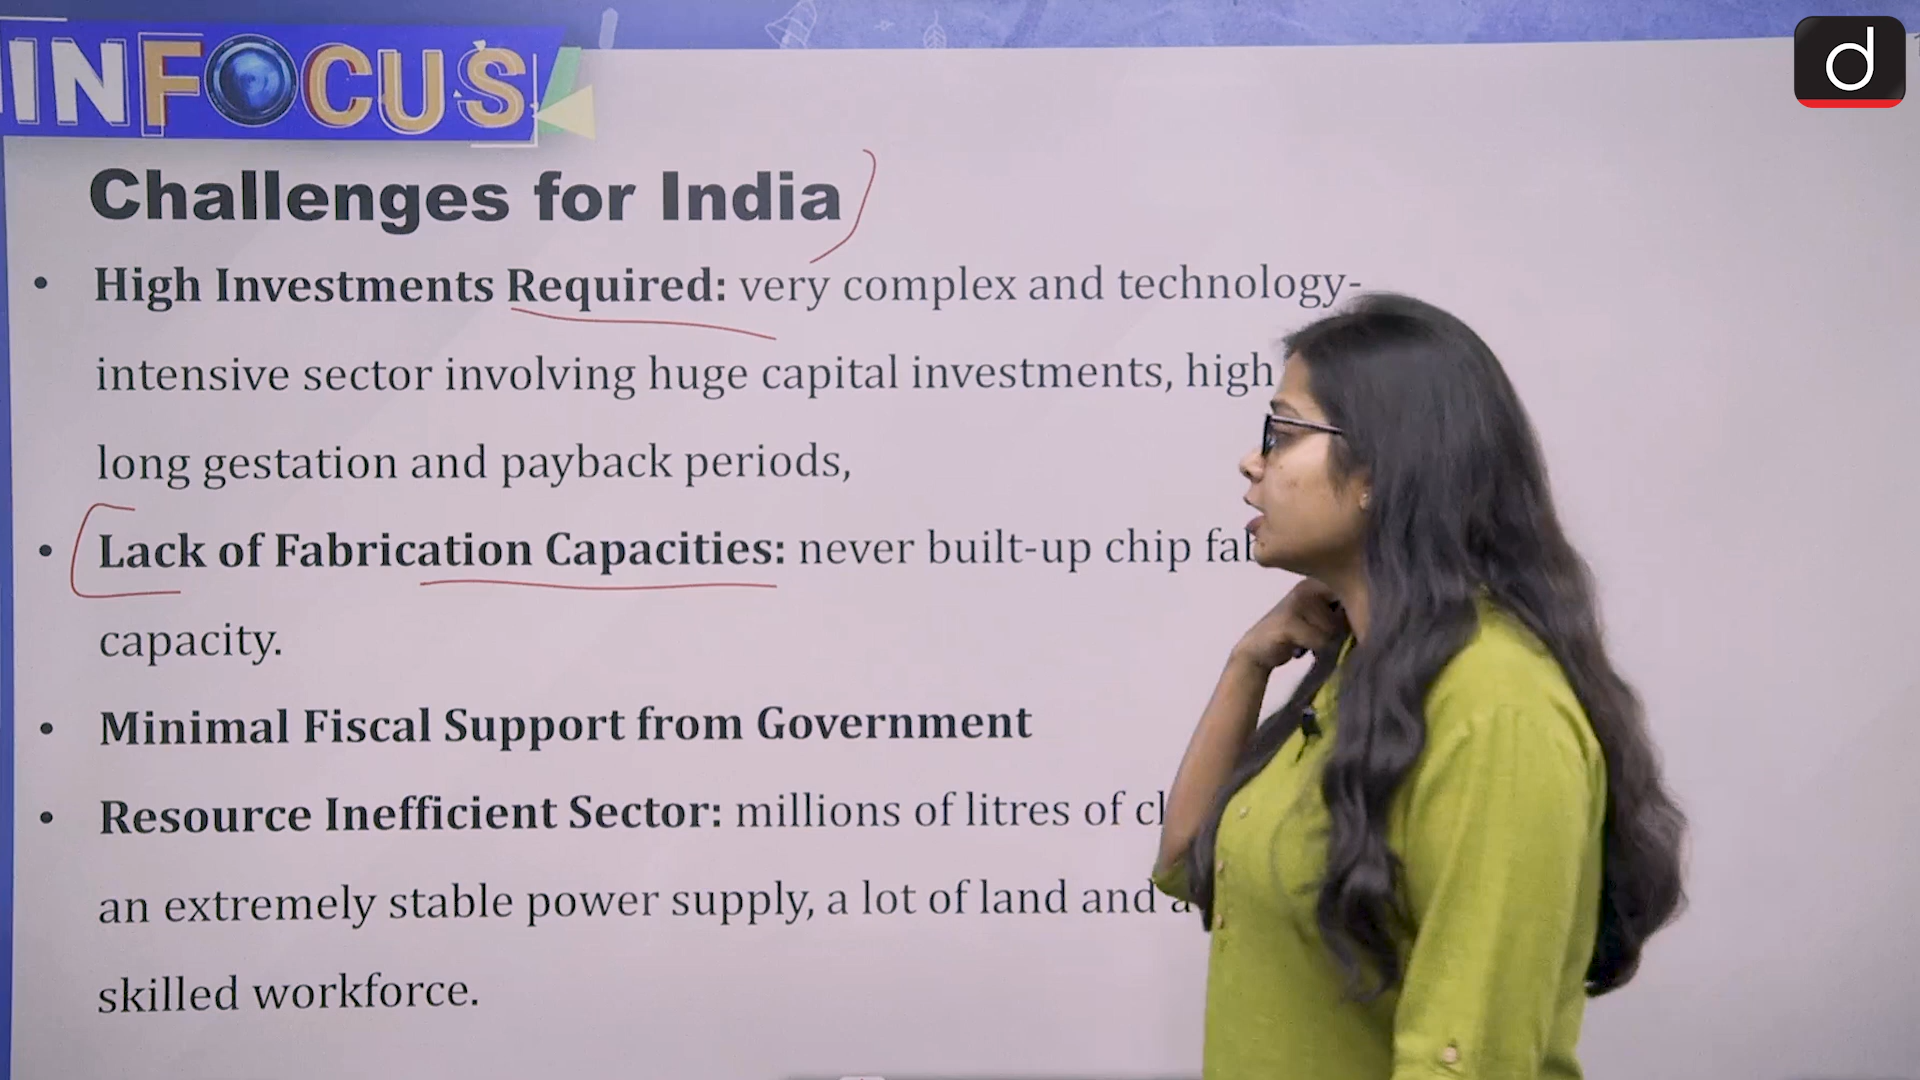 INFOCUS
d
Challenges for India
• High Investments Required: very complex and technology-
intensive sector involving huge capital investments, high
long gestation and payback periods,
• Lack of Fabrication Capacities: never built-up chip
capacity.
• Minimal Fiscal Support from Government
• Resource Inefficient Sector: millions of litres of
an extremely stable power supply, a lot of land and
skilled workforce.